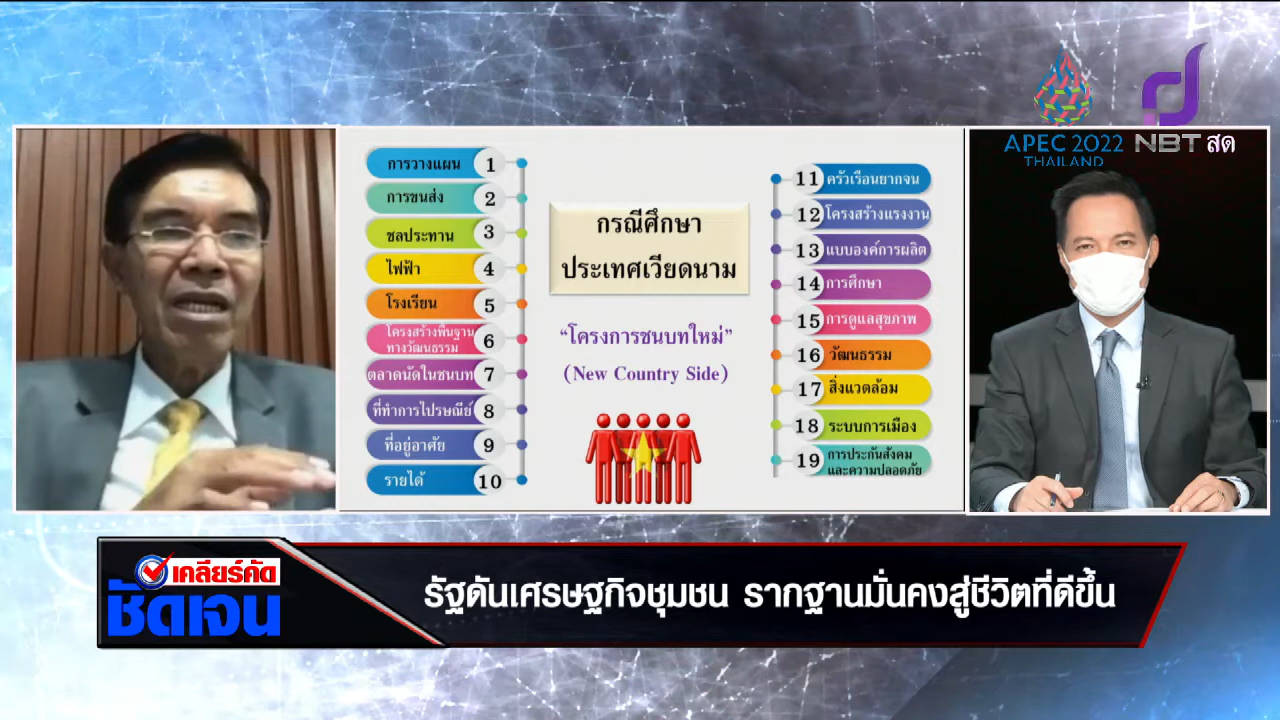 APEC 2022
THAILAND
NBT สด
การวางแผน 1
การขนส่ง 2
ชลประทาน 3
ไฟฟ้า 4
โรงเรียน 5
โครงสร้างพื้นฐาน
ทางวัฒนธรรม 6
ตลาดนัดในชนบท 7
ที่ทำการไปรษณีย์ 8
ที่อยู่อาศัย 9
รายได้ 10
กรณีศึกษา
ประเทศเวียดนาม
“โครงการชนบทใหม่”
(New Country Side)
11 ครัวเรือนยากจน
12 โครงสร้างแรงงาน
13 แบบองค์การผลิต
14 การศึกษา
15 การดูแลสุขภาพ
16 วัฒนธรรม
17 สิ่งแวดล้อม
18 ระบบการเมือง
19 การประกันสังคม
และความปลอดภัย
เคลียร์คัด
ชัดเจน
รัฐดันเศรษฐกิจชุมชน รากฐานมั่นคงสู่ชีวิตที่ดีขึ้น